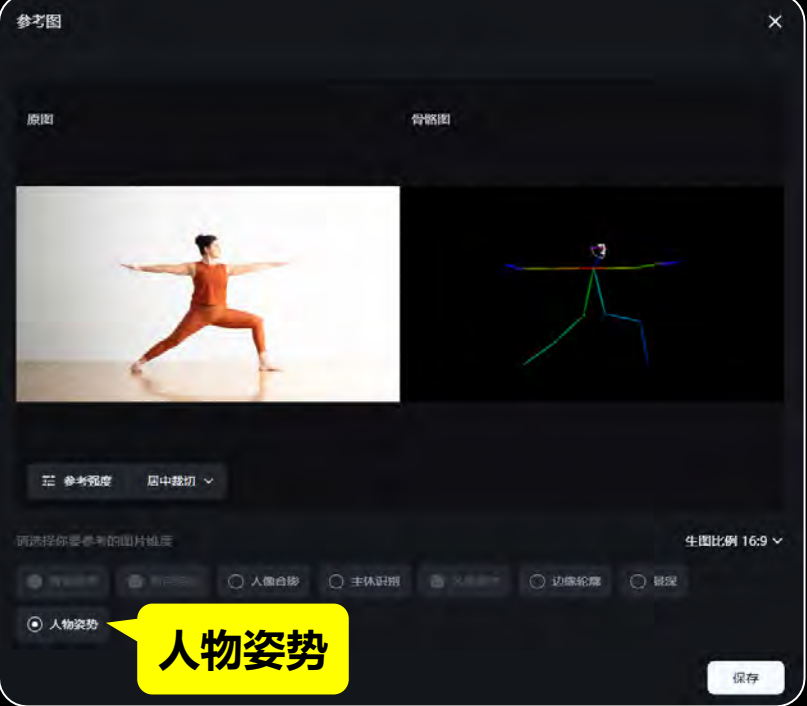 参考图
原图
骨骼图
参考强度
居中裁切
请选择你要参考的图片维度
生图比例 16:9
人像合影
主体识别
边缘轮廓
景深
人物姿势
人物姿势
保存